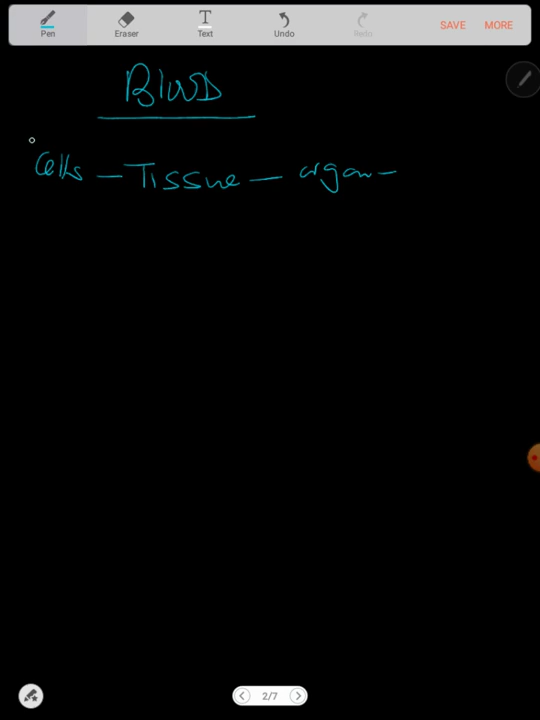 Pen Eraser Text Undo Redo SAVE MORE
Blood
Cells — Tissue — organ —
2/7